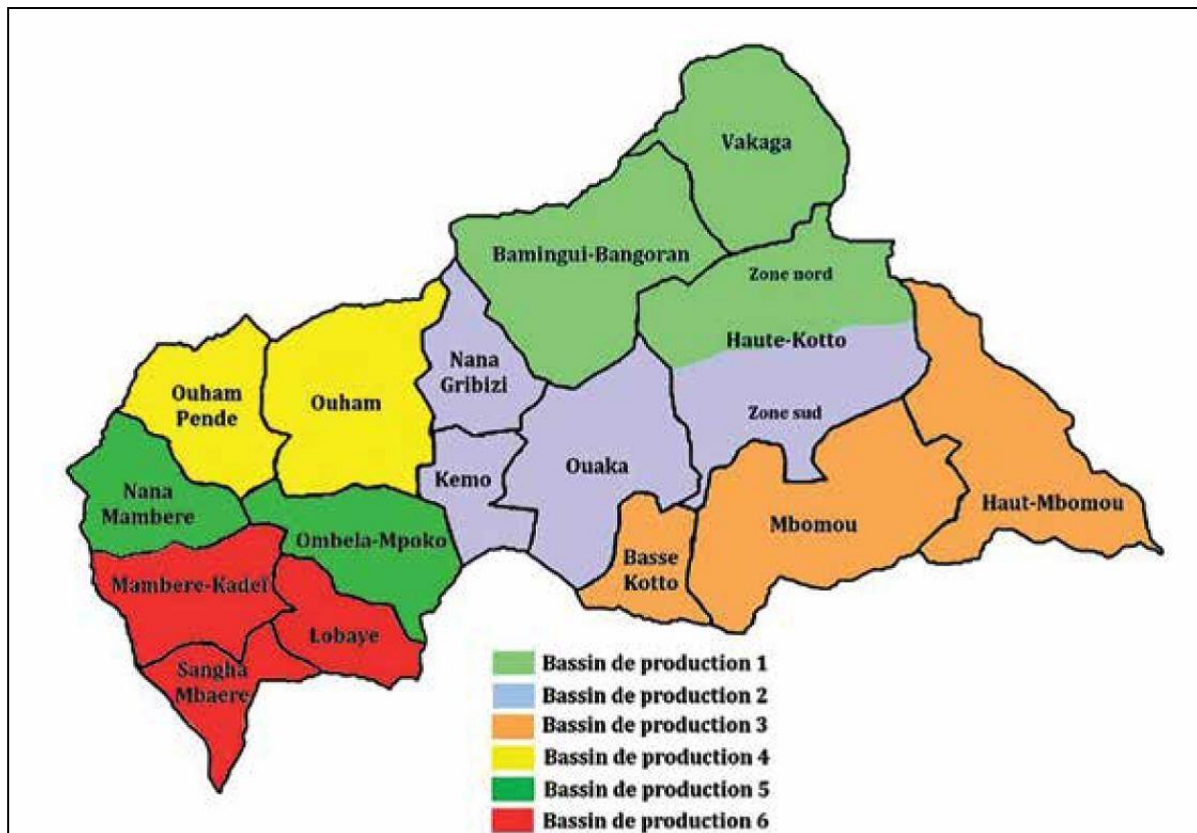 Vakaga
Bamingui-Bangoran
Zone nord
Haute-Kotto
Zone sud
Nana
Gribizi
Ouham
Pende
Ouham
Kemo
Ouaka
Nana
Mambere
Ombela-Mpoko
Mbomou
Haut-Mbomou
Basse
Kotto
Mambere-Kadeï
Lobaye
Sangha
Mbaere
Bassin de production 1
Bassin de production 2
Bassin de production 3
Bassin de production 4
Bassin de production 5
Bassin de production 6